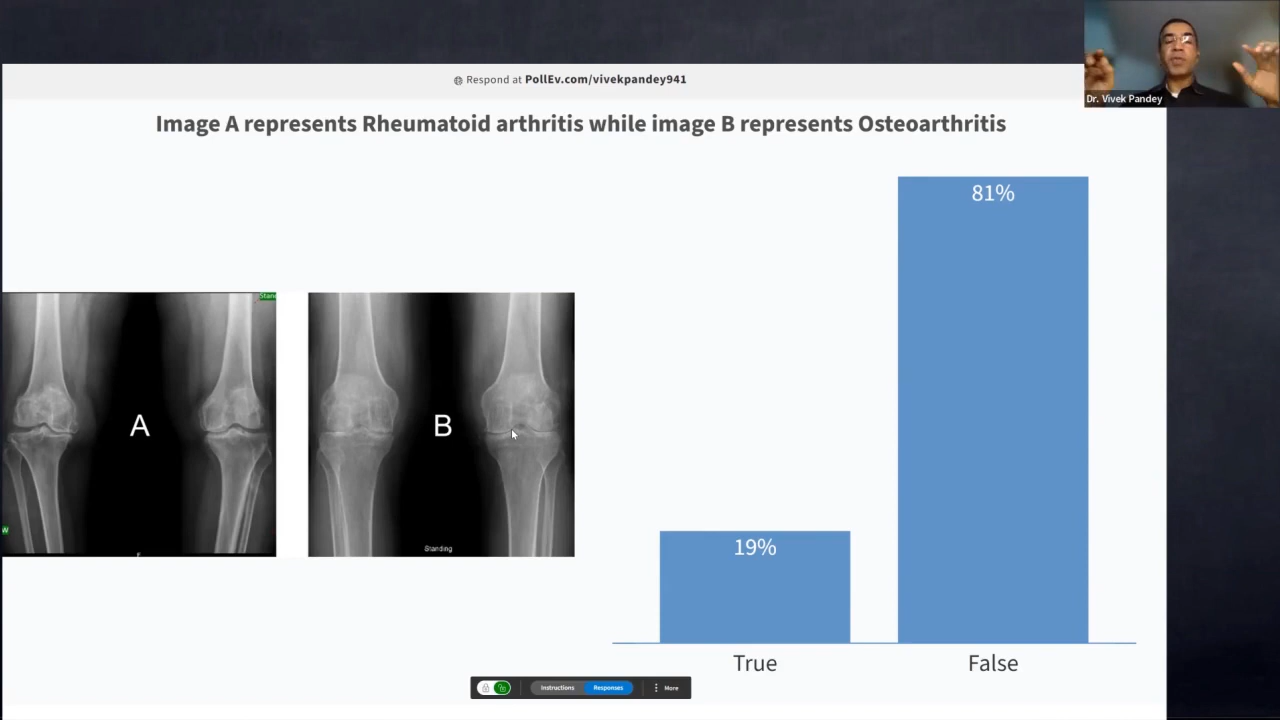 Respond at PollEv.com/vivekpandey941
Dr. Vivek Pandey
Image A represents Rheumatoid arthritis while image B represents Osteoarthritis
81%
A
B
W
Standing
19%
True
False
Instructions
Responses
More